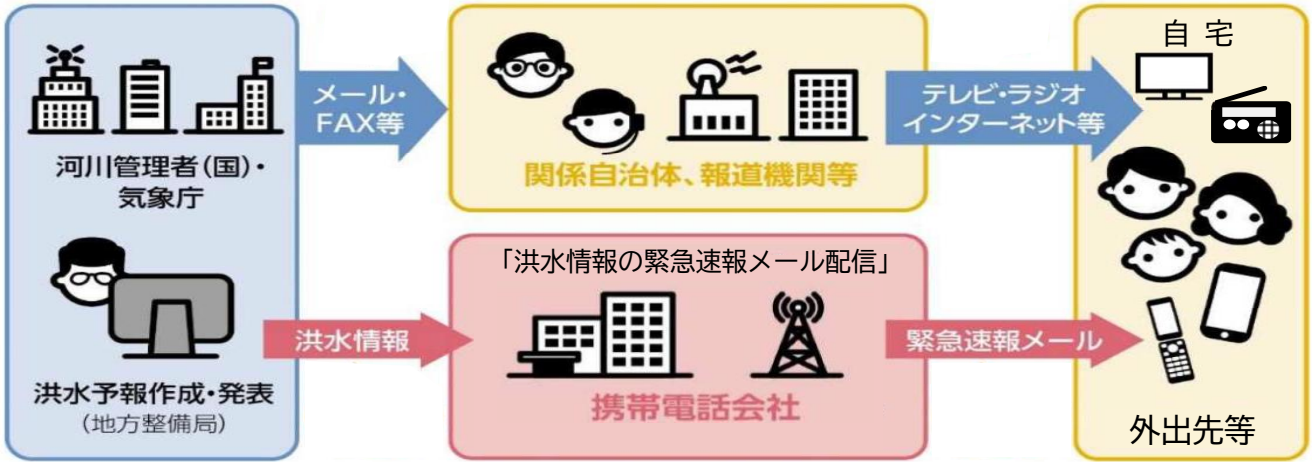 河川管理者(国)・
気象庁
洪水予報作成・発表
(地方整備局)
メール・
FAX等
関係自治体、報道機関等
テレビ・ラジオ
インターネット等
洪水情報
「洪水情報の緊急速報メール配信」
携帯電話会社
緊急速報メール
自 宅
外出先等